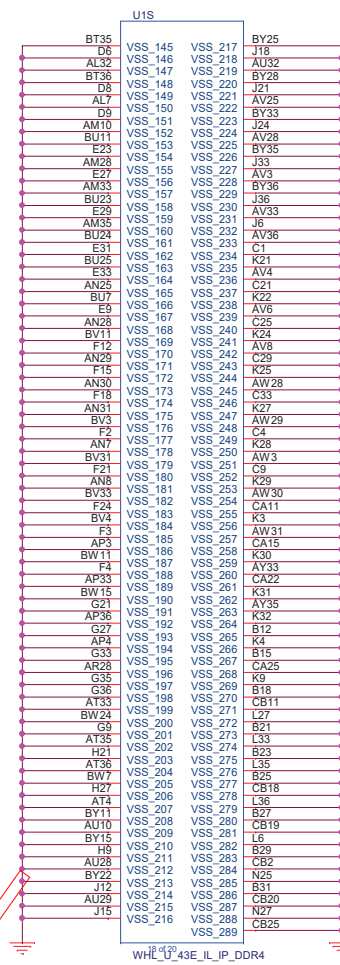 U1S
BT35 VSS_145 VSS_217 BY25
D6 VSS_146 VSS_218 J18
AL32 VSS_147 VSS_219 AU32
BT36 VSS_148 VSS_220 BY28
D8 VSS_149 VSS_221 J21
AL7 VSS_150 VSS_222 AV25
D9 VSS_151 VSS_223 BY33
AM10 VSS_152 VSS_224 J24
BU11 VSS_153 VSS_225 AV28
E23 VSS_154 VSS_226 BY35
AM28 VSS_155 VSS_227 J33
E27 VSS_156 VSS_228 AV3
AM33 VSS_157 VSS_229 BY36
BU23 VSS_158 VSS_230 J36
E29 VSS_159 VSS_231 AV33
AM35 VSS_160 VSS_232 J6
BU24 VSS_161 VSS_233 AV36
E31 VSS_162 VSS_234 C1
BU25 VSS_163 VSS_235 K21
E33 VSS_164 VSS_236 AV4
AN25 VSS_165 VSS_237 C21
BU7 VSS_166 VSS_238 K22
E9 VSS_167 VSS_239 AV6
AN28 VSS_168 VSS_240 C25
BV11 VSS_169 VSS_241 K24
F12 VSS_170 VSS_242 AV8
AN29 VSS_171 VSS_243 C29
F15 VSS_172 VSS_244 K25
AN30 VSS_173 VSS_245 AW28
F18 VSS_174 VSS_246 C33
AN31 VSS_175 VSS_247 K27
BV3 VSS_176 VSS_248 AW29
F2 VSS_177 VSS_249 C4
AN7 VSS_178 VSS_250 K28
BV31 VSS_179 VSS_251 AW3
F21 VSS_180 VSS_252 C9
AN8 VSS_181 VSS_253 K29
BV33 VSS_182 VSS_254 AW30
F24 VSS_183 VSS_255 CA11
BV4 VSS_184 VSS_256 K3
F3 VSS_185 VSS_257 AW31
AP3 VSS_186 VSS_258 CA15
BW11 VSS_187 VSS_259 K30
F4 VSS_188 VSS_260 AY33
AP33 VSS_189 VSS_261 CA22
BW15 VSS_190 VSS_262 K31
G21 VSS_191 VSS_263 AY35
AP36 VSS_192 VSS_264 K32
G27 VSS_193 VSS_265 B12
AP4 VSS_194 VSS_266 K4
G33 VSS_195 VSS_267 B15
AR28 VSS_196 VSS_268 CA25
G35 VSS_197 VSS_269 K9
G36 VSS_198 VSS_270 B18
AT33 VSS_199 VSS_271 CB11
BW24 VSS_200 VSS_272 L27
G9 VSS_201 VSS_273 B21
AT35 VSS_202 VSS_274 L33
H21 VSS_203 VSS_275 B23
AT36 VSS_204 VSS_276 L35
BW7 VSS_205 VSS_277 B25
H27 VSS_206 VSS_278 CB18
AT4 VSS_207 VSS_279 L36
BY11 VSS_208 VSS_280 B27
AU10 VSS_209 VSS_281 CB19
BY15 VSS_210 VSS_282 L6
H9 VSS_211 VSS_283 B29
AU28 VSS_212 VSS_284 CB2
BY22 VSS_213 VSS_285 N25
J12 VSS_214 VSS_286 B31
AU29 VSS_215 VSS_287 CB20
J15 VSS_216 VSS_288 N27
VSS_289 CB25
18 of 20
WHL_U_43E_IL_IP_DDR4